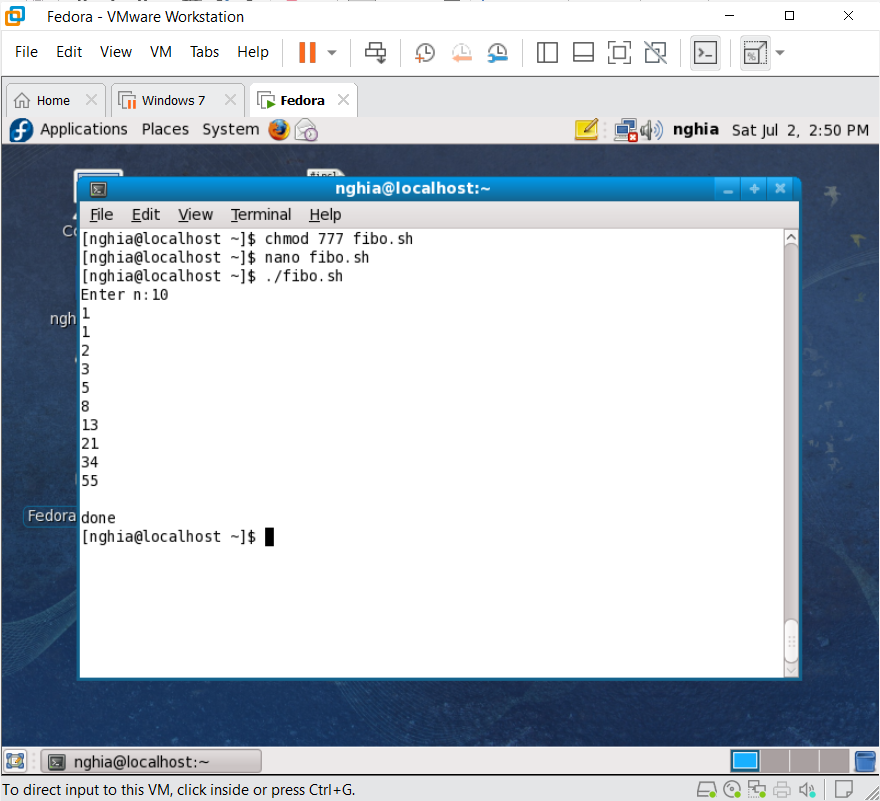 Fedora - VMware Workstation
File Edit View VM Tabs Help
Home Windows 7 Fedora
Applications Places System nghia Sat Jul 2, 2:50 PM
nghia@localhost:~
File Edit View Terminal Help
[nghia@localhost ~]$ chmod 777 fibo.sh
[nghia@localhost ~]$ nano fibo.sh
[nghia@localhost ~]$ ./fibo.sh
Enter n:10
1
1
2
3
5
8
13
21
34
55
done
[nghia@localhost ~]$
Fedora
nghia@localhost:~
To direct input to this VM, click inside or press Ctrl+G.